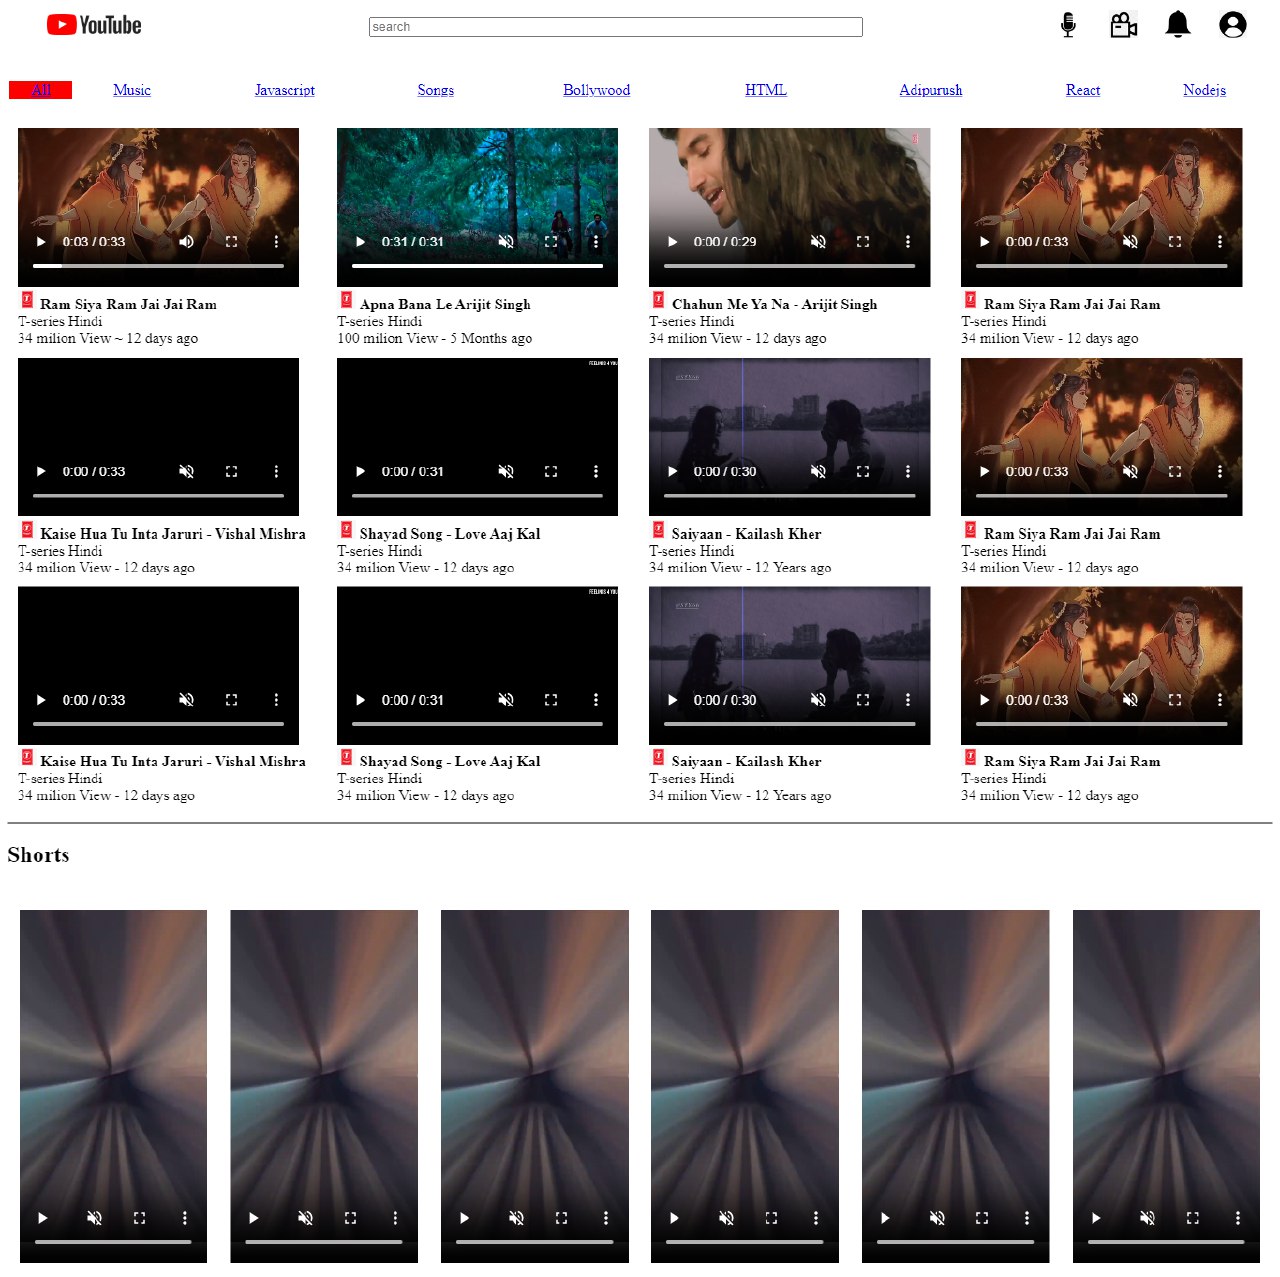 YouTube
search
All Music Javascript Songs Bollywood HTML Adipurush React Nodejs
0:03 / 0:33 0:31 / 0:31 0:00 / 0:29 0:00 / 0:33
Ram Siya Ram Jai Jai Ram Apna Bana Le Arijit Singh Chahun Me Ya Na - Arijit Singh Ram Siya Ram Jai Jai Ram
T-series Hindi T-series Hindi T-series Hindi T-series Hindi
34 milion View ~ 12 days ago 100 milion View - 5 Months ago 34 milion View - 12 days ago 34 milion View - 12 days ago
FEELINGS 4 YOU
0:00 / 0:33 0:00 / 0:31 0:00 / 0:30 0:00 / 0:33
Kaise Hua Tu Inta Jaruri - Vishal Mishra Shayad Song - Love Aaj Kal Saiyaan - Kailash Kher Ram Siya Ram Jai Jai Ram
T-series Hindi T-series Hindi T-series Hindi T-series Hindi
34 milion View - 12 days ago 34 milion View - 12 days ago 34 milion View - 12 Years ago 34 milion View - 12 days ago
FEELINGS 4 YOU
0:00 / 0:33 0:00 / 0:31 0:00 / 0:30 0:00 / 0:33
Kaise Hua Tu Inta Jaruri - Vishal Mishra Shayad Song - Love Aaj Kal Saiyaan - Kailash Kher Ram Siya Ram Jai Jai Ram
T-series Hindi T-series Hindi T-series Hindi T-series Hindi
34 milion View - 12 days ago 34 milion View - 12 days ago 34 milion View - 12 Years ago 34 milion View - 12 days ago
Shorts